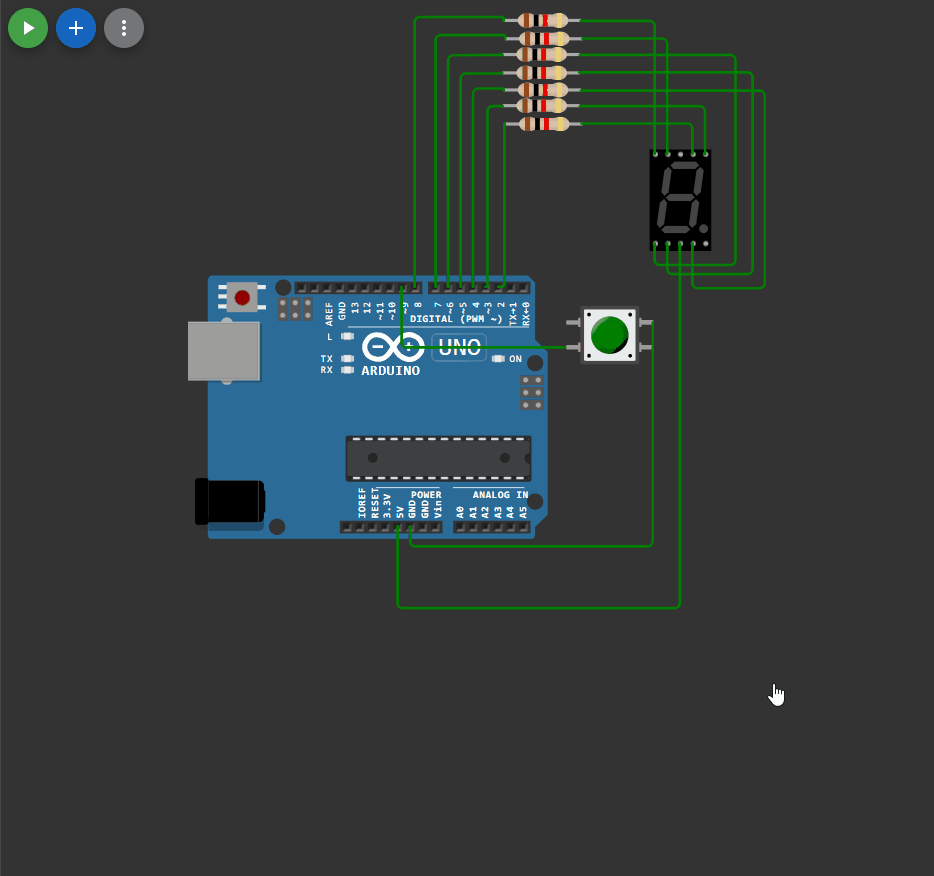 AREF
GND
13
12
~11
~10
~9
8
7
~6
~5
4
~3
2
TX→1
RX←0
DIGITAL (PWM ~)
L
UNO
TX
RX
ON
ARDUINO
IOREF
RESET
3.3V
5V
GND
GND
Vin
POWER
ANALOG IN
A0
A1
A2
A3
A4
A5